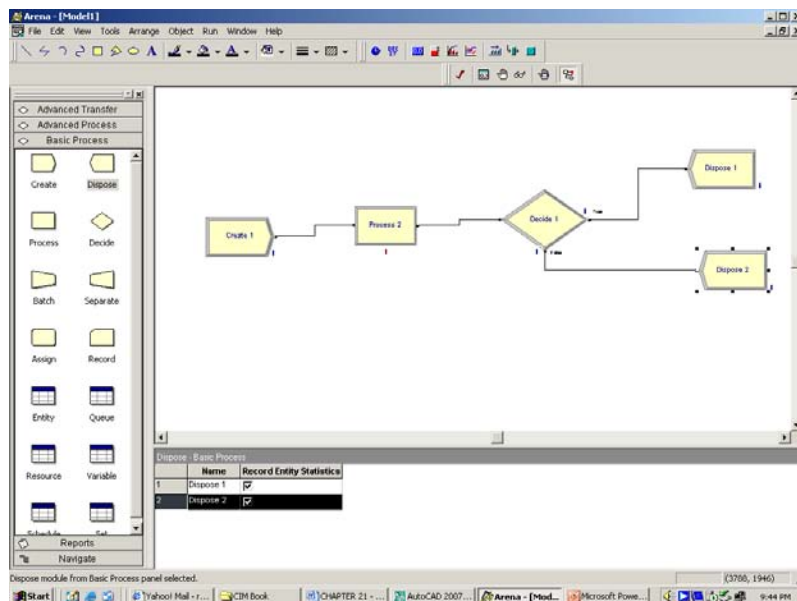 Arena - [Model1]
File Edit View Tools Arrange Object Run Window Help
Advanced Transfer
Advanced Process
Basic Process
Create Dispose
Process Decide
Batch Separate
Assign Record
Entity Queue
Resource Variable
Schedule Set
Reports
Navigate
Create 1
Process 2
Decide 1
True
False
Dispose 1
Dispose 2
Dispose - Basic Process
Name Record Entity Statistics
1 Dispose 1
2 Dispose 2
Dispose module from Basic Process panel selected.
(3788, 1946)
Start Yahoo! Mail - r... CIM Book CHAPTER 21 - ... AutoCAD 2007... Arena - [Mod... Microsoft Powe... 9:44 PM